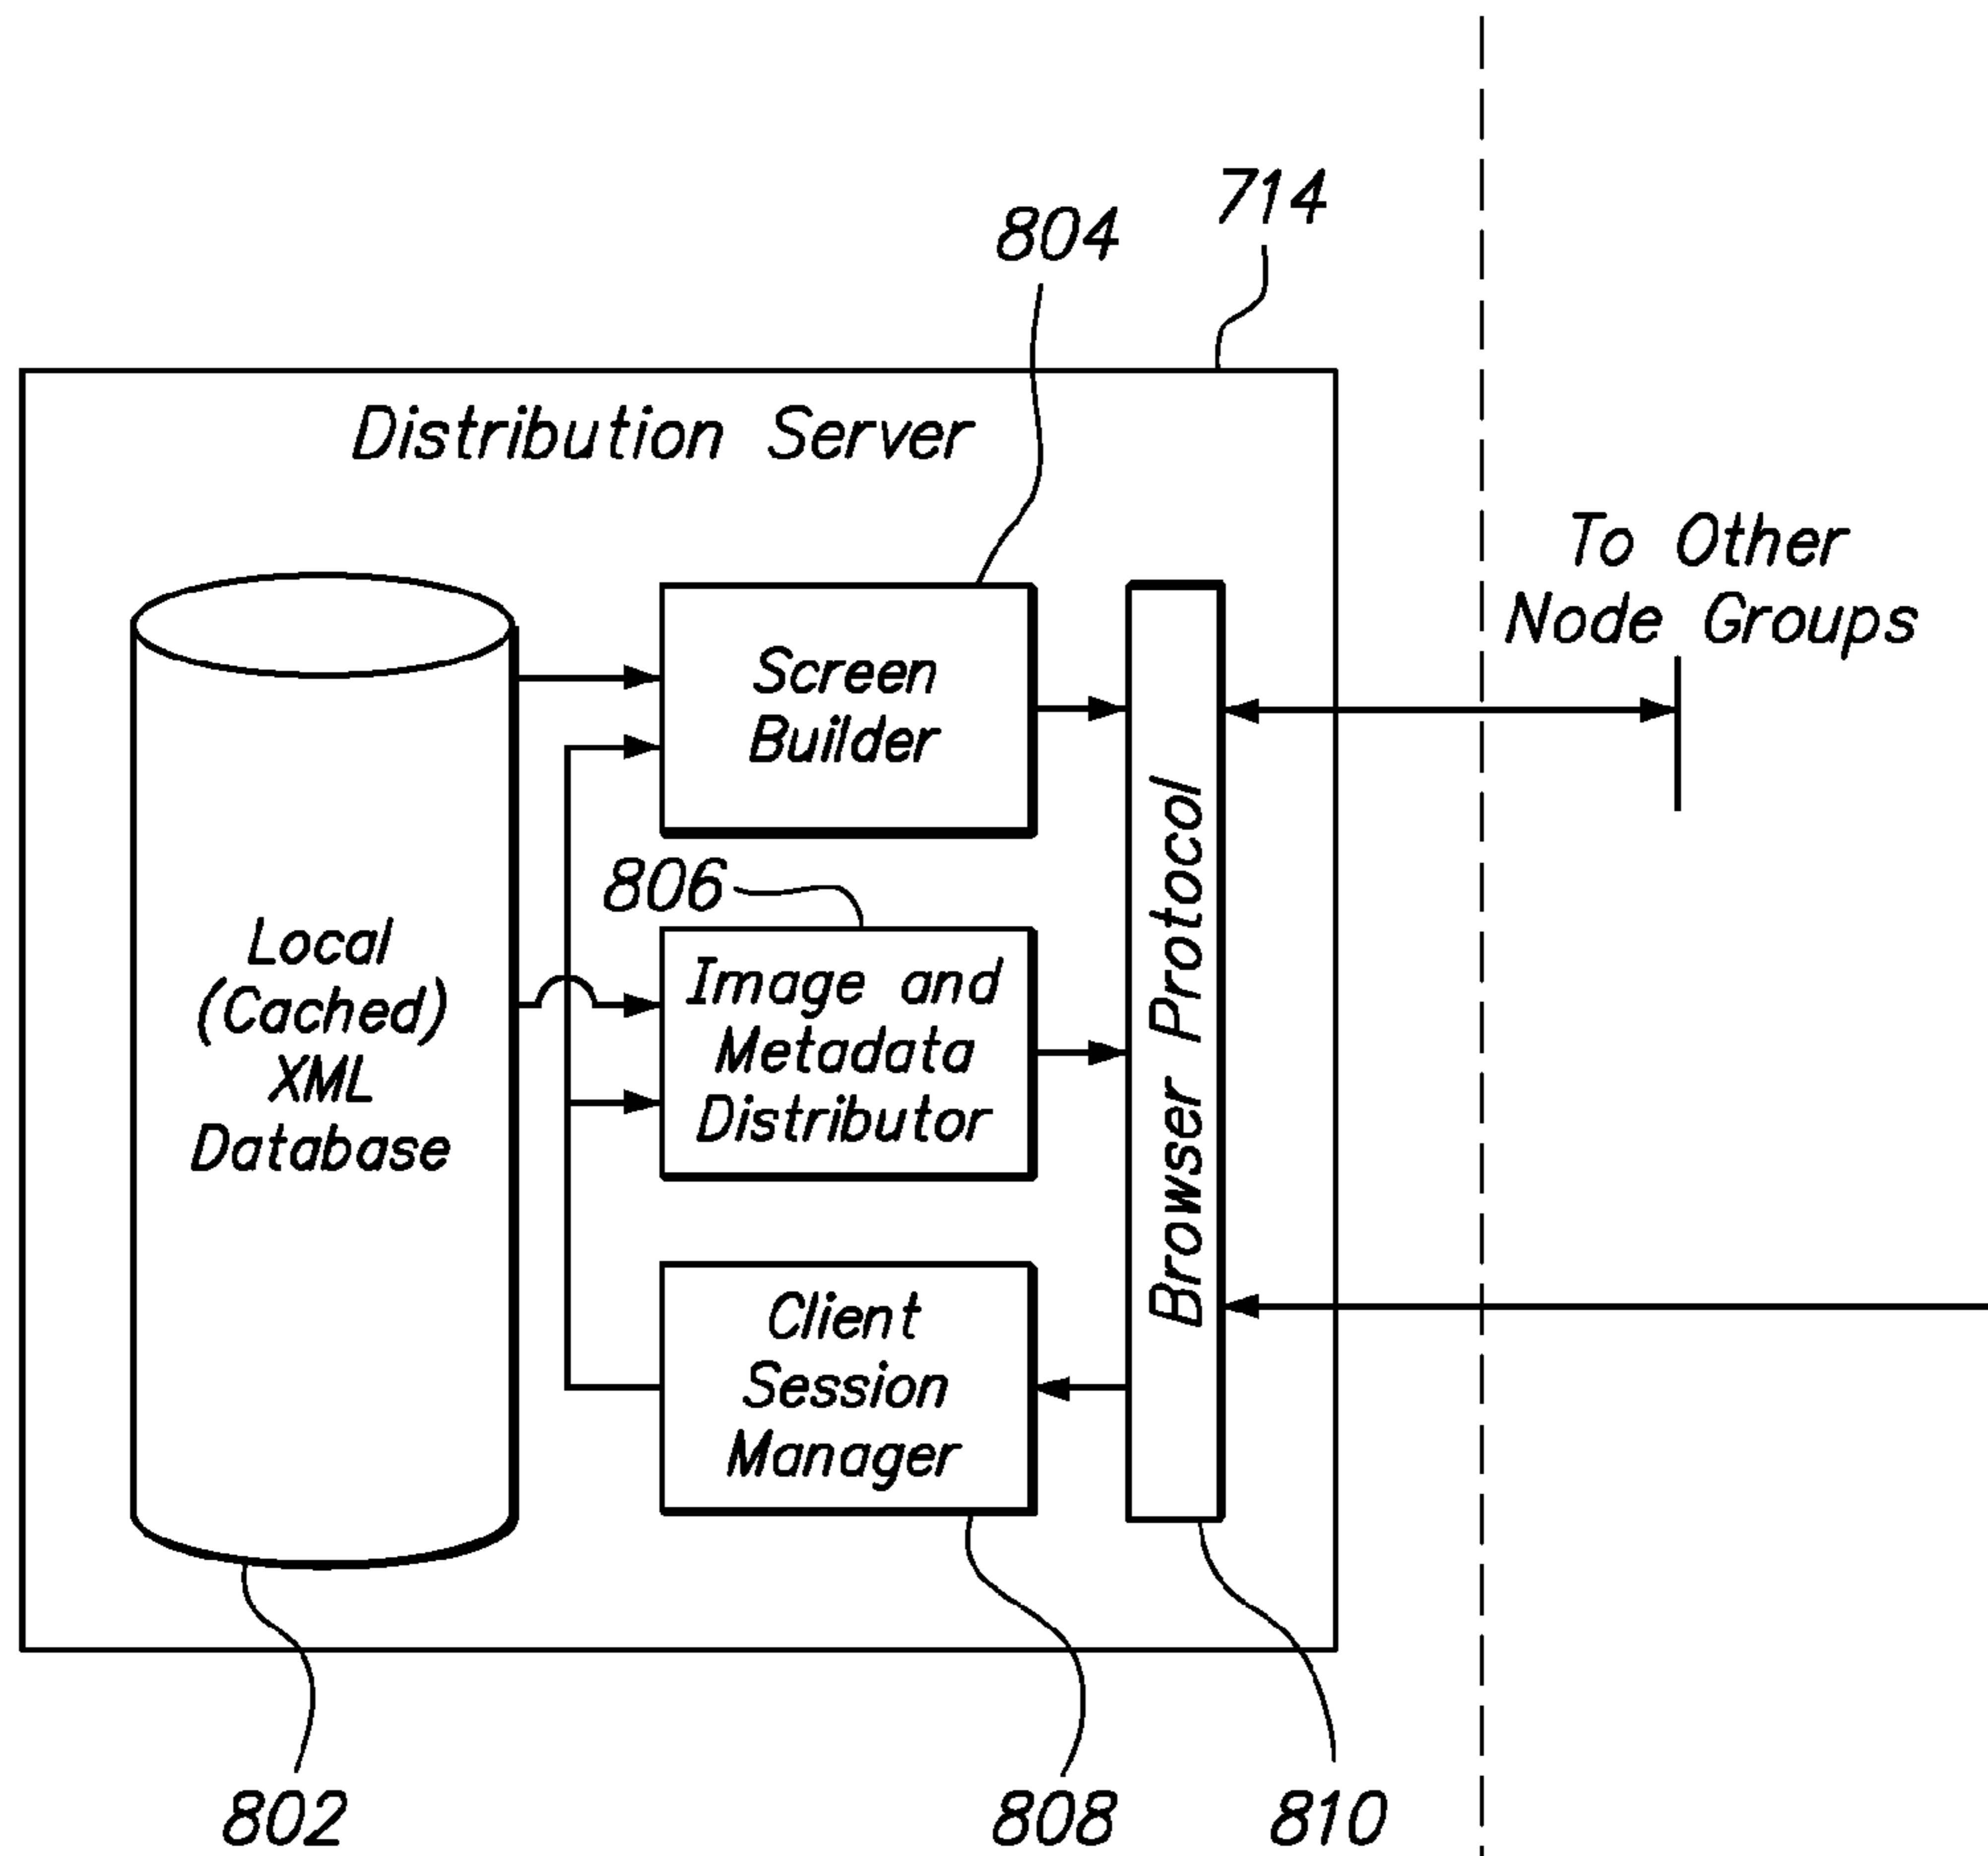 714
804
Distribution Server
To Other
Node Groups
Screen
Builder
806
Local
(Cached)
XML
Database
Image and
Metadata
Distributor
Browser Protocol
Client
Session
Manager
802
808
810